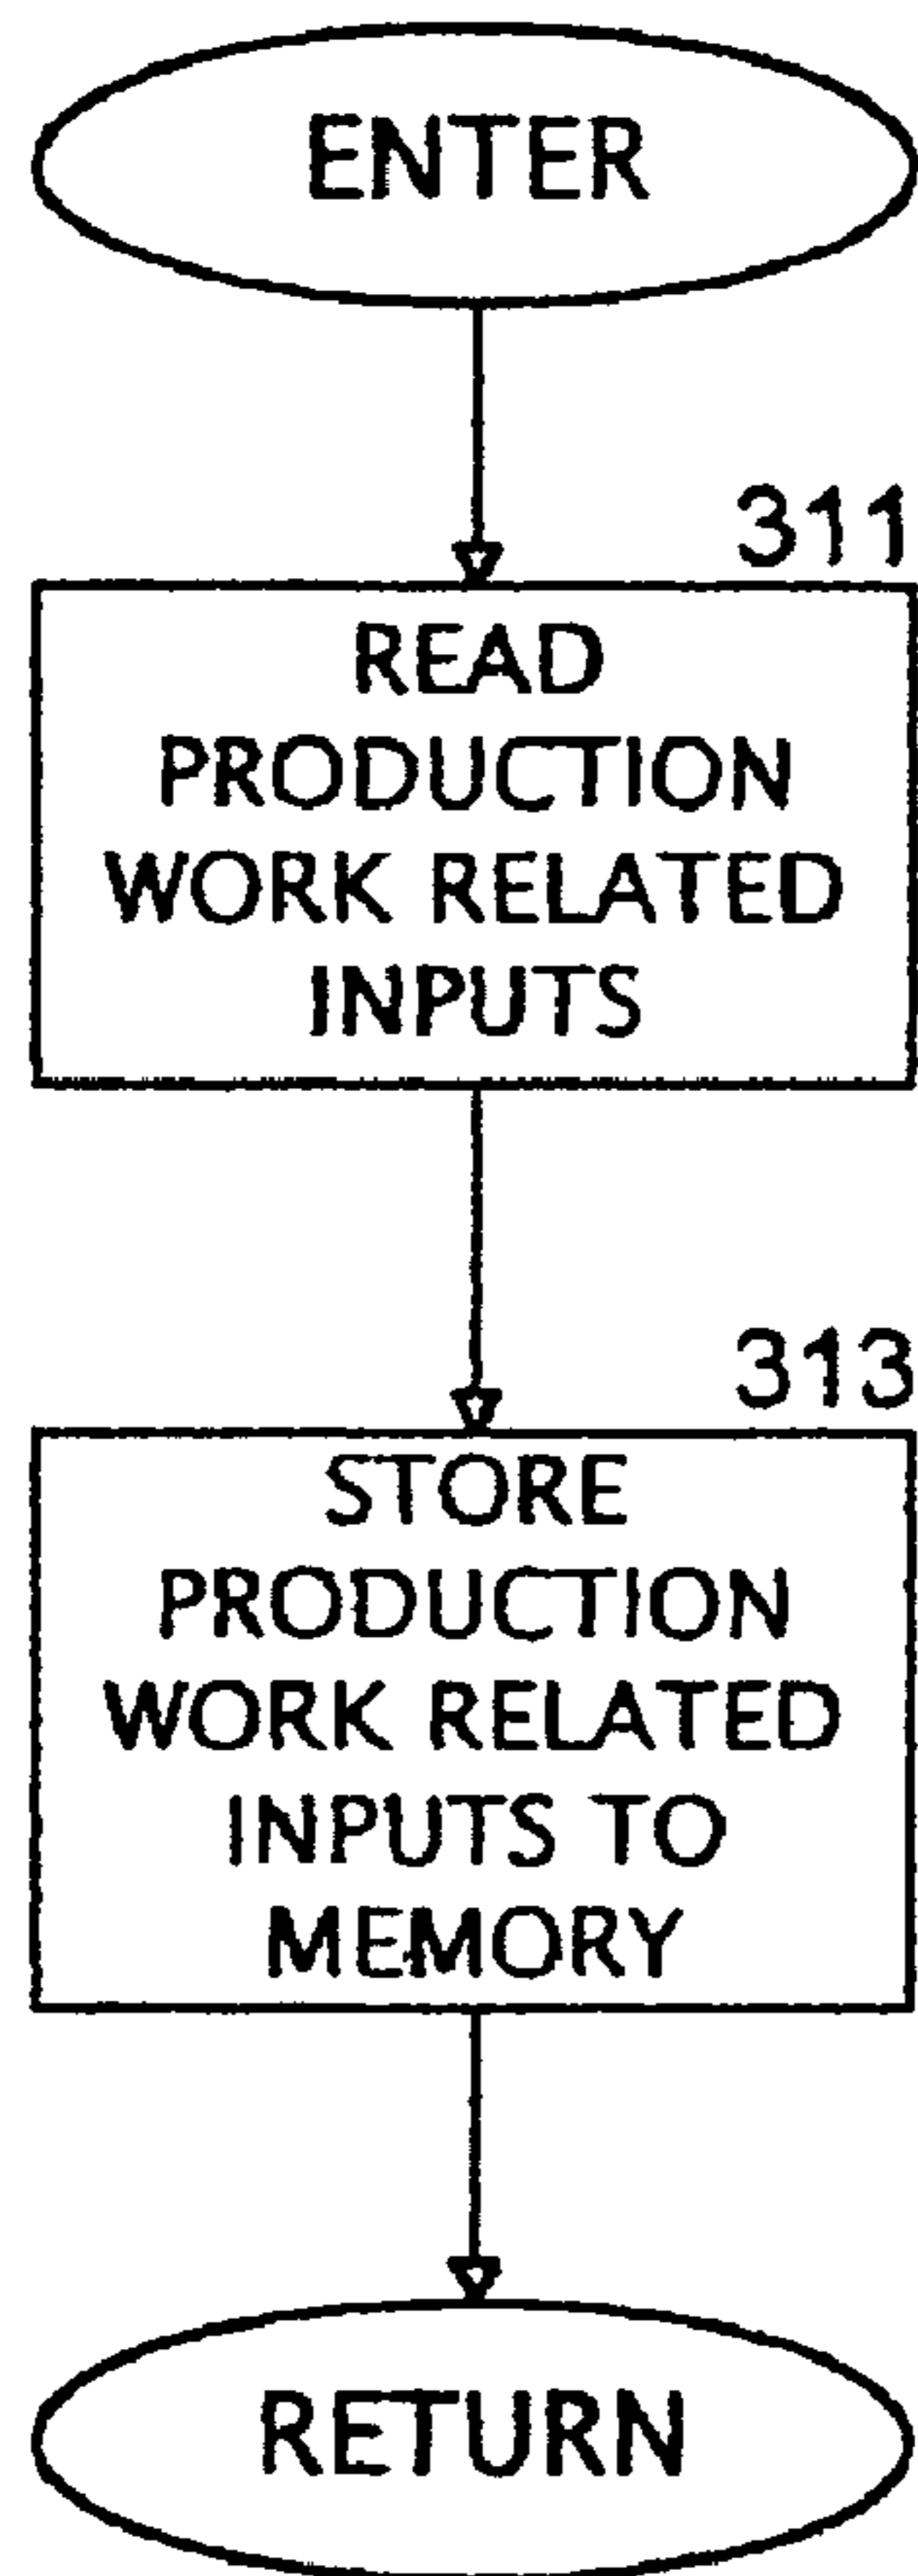 ENTER
311
READ
PRODUCTION
WORK RELATED
INPUTS
313
STORE
PRODUCTION
WORK RELATED
INPUTS TO
MEMORY
RETURN